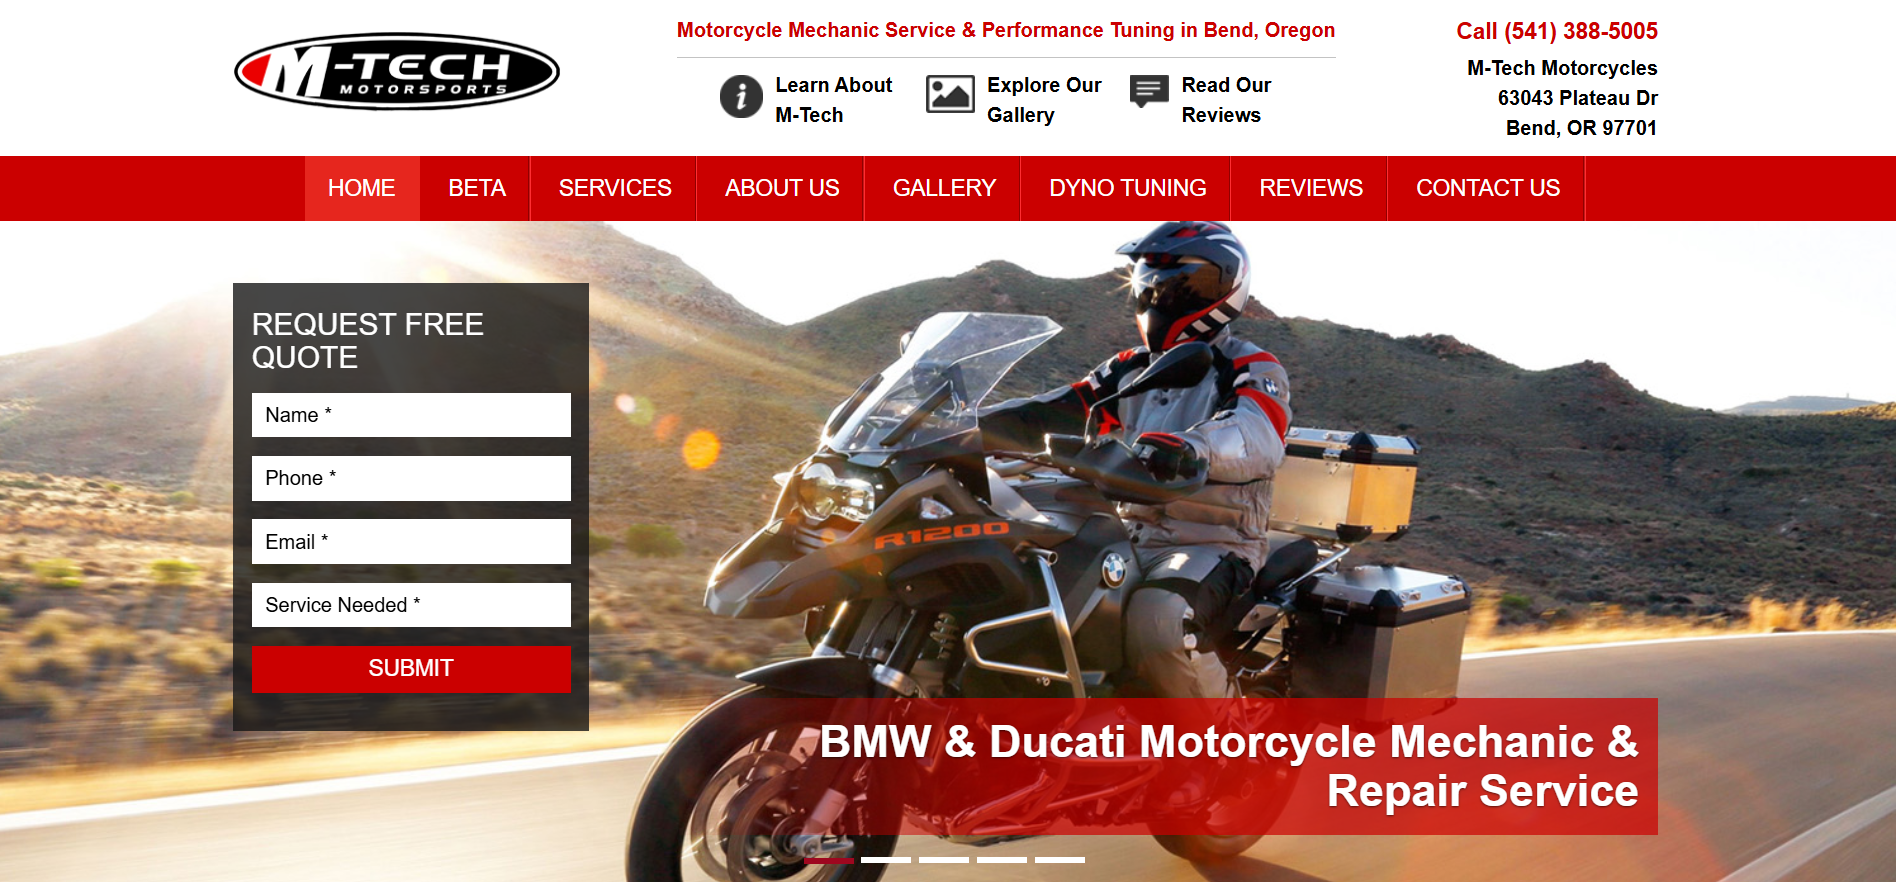 M-TECH
MOTORSPORTS
Motorcycle Mechanic Service & Performance Tuning in Bend, Oregon
Learn About
M-Tech
Explore Our
Gallery
Read Our
Reviews
Call (541) 388-5005
M-Tech Motorcycles
63043 Plateau Dr
Bend, OR 97701
HOME
BETA
SERVICES
ABOUT US
GALLERY
DYNO TUNING
REVIEWS
CONTACT US
REQUEST FREE
QUOTE
Name *
Phone *
Email *
Service Needed *
SUBMIT
R1200
BMW & Ducati Motorcycle Mechanic &
Repair Service